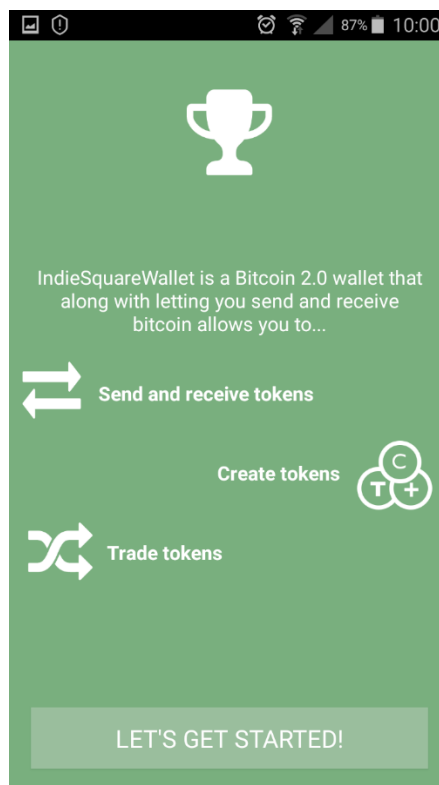 87% 10:00
IndieSquareWallet is a Bitcoin 2.0 wallet that
along with letting you send and receive
bitcoin allows you to...
Send and receive tokens
Create tokens
C
T +
Trade tokens
LET'S GET STARTED!